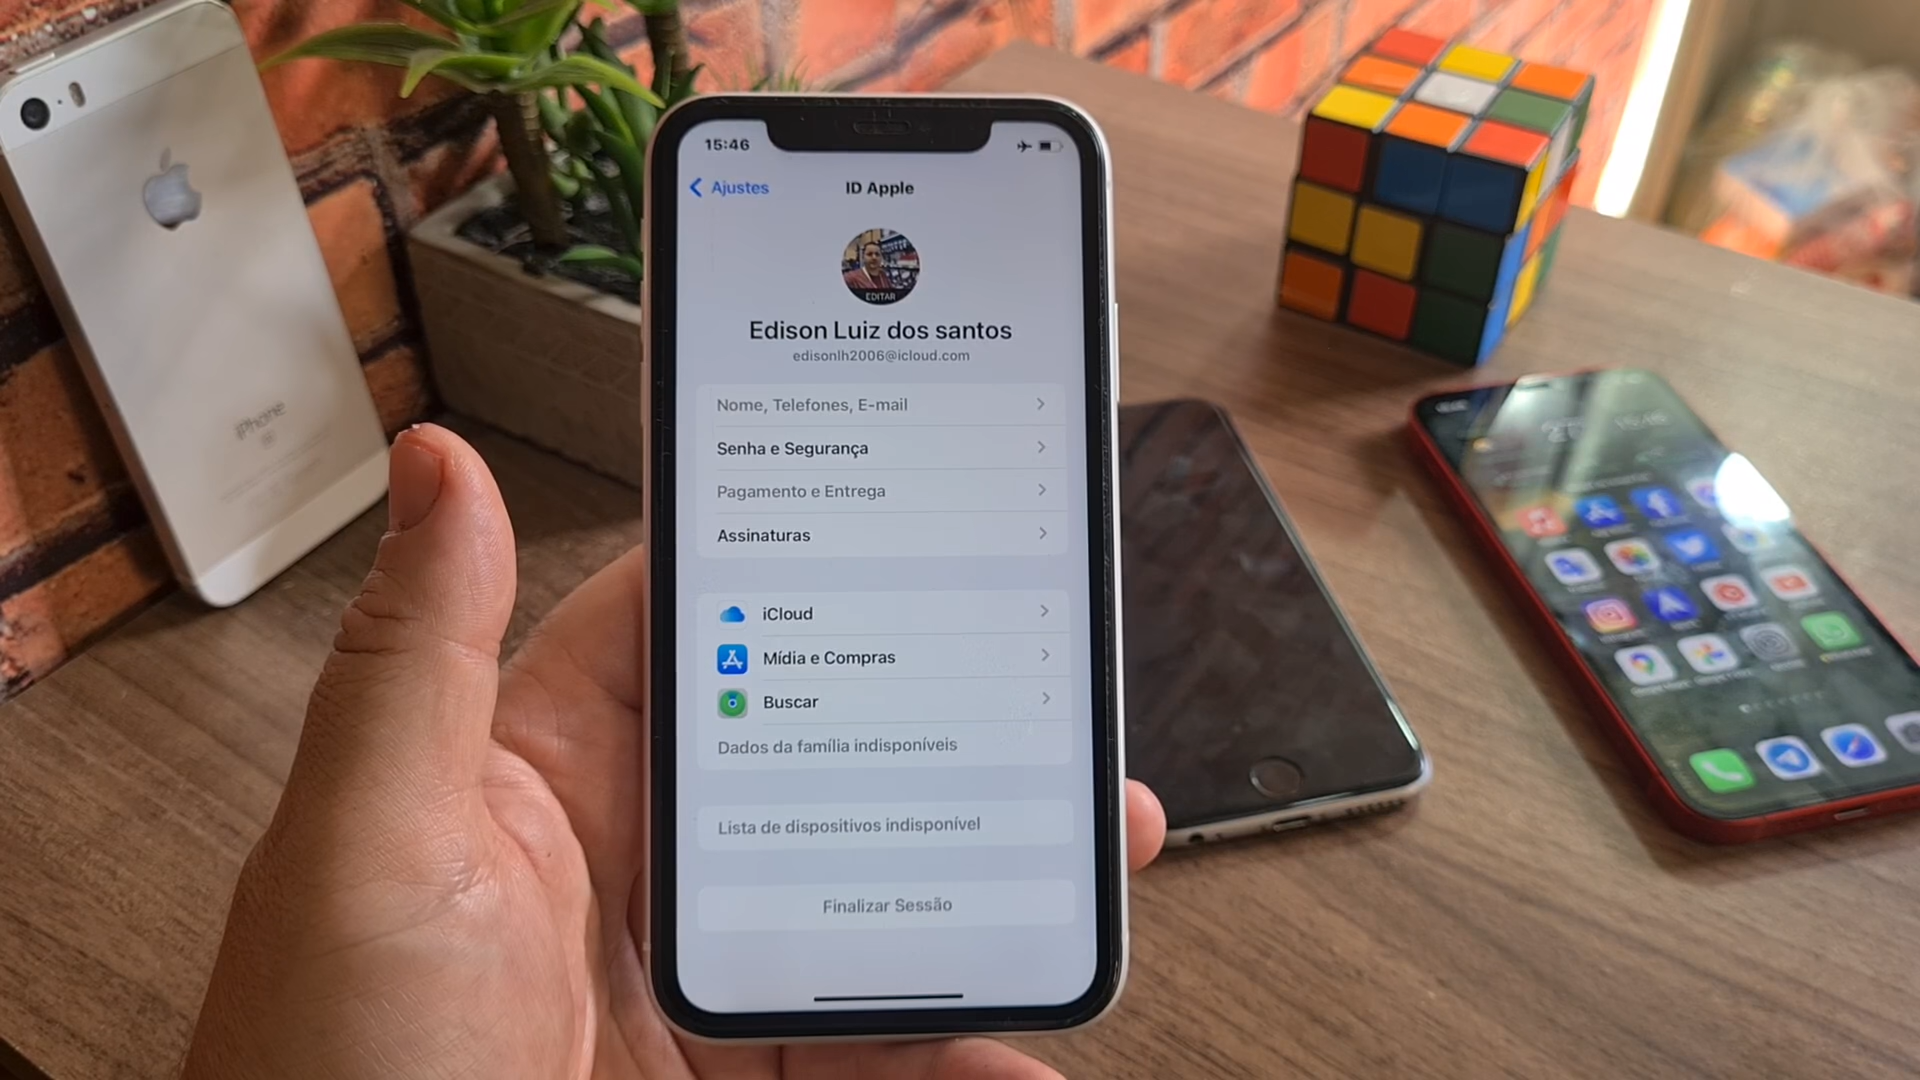 15:46
Ajustes
ID Apple
EDITAR
Edison Luiz dos santos
edisonlh2006@icloud.com
Nome, Telefones, E-mail
Senha e Segurança
Pagamento e Entrega
Assinaturas
iCloud
Mídia e Compras
Buscar
Dados da família indisponíveis
Lista de dispositivos indisponível
Finalizar Sessão
iPhone